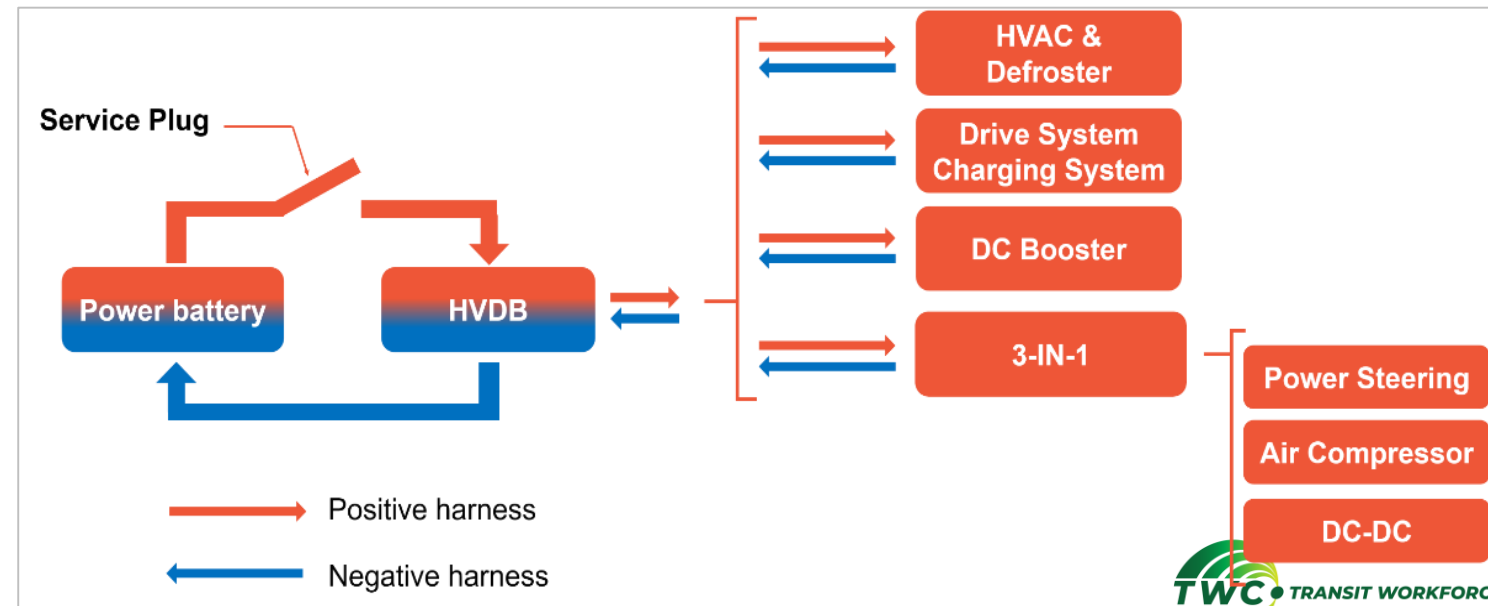 HVAC &
Defroster
Service Plug
Drive System
Charging System
DC Booster
Power battery
HVDB
3-IN-1
Power Steering
Air Compressor
DC-DC
Positive harness
Negative harness
TWC TRANSIT WORKFORC